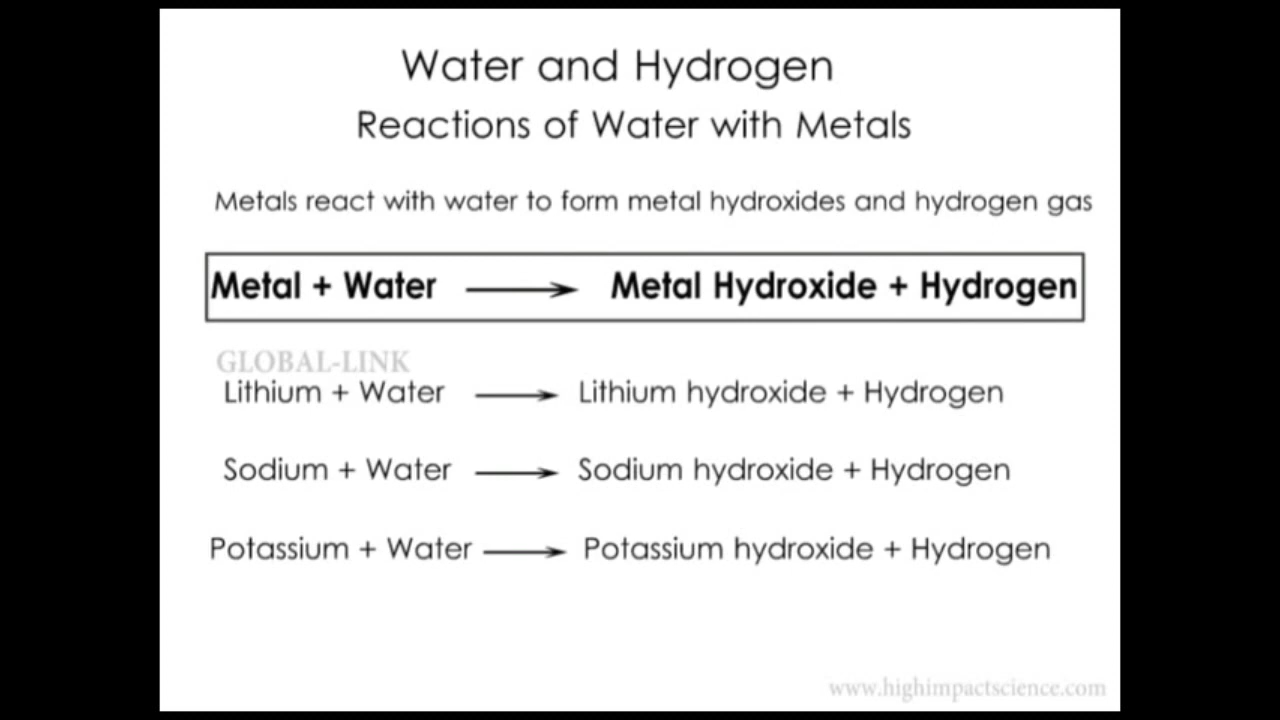 Water and Hydrogen
Reactions of Water with Metals
Metals react with water to form metal hydroxides and hydrogen gas
Metal + Water ⟶ Metal Hydroxide + Hydrogen
GLOBAL-LINK
Lithium + Water ⟶ Lithium hydroxide + Hydrogen
Sodium + Water ⟶ Sodium hydroxide + Hydrogen
Potassium + Water ⟶ Potassium hydroxide + Hydrogen
www.highimpactscience.com